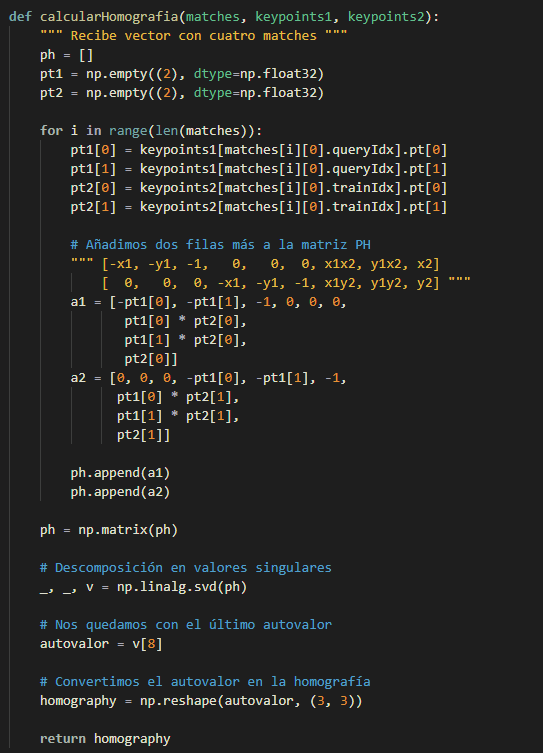 def calcularHomografia(matches, keypoints1, keypoints2):
    """ Recibe vector con cuatro matches """
    ph = []
    pt1 = np.empty((2), dtype=np.float32)
    pt2 = np.empty((2), dtype=np.float32)

    for i in range(len(matches)):
        pt1[0] = keypoints1[matches[i][0].queryIdx].pt[0]
        pt1[1] = keypoints1[matches[i][0].queryIdx].pt[1]
        pt2[0] = keypoints2[matches[i][0].trainIdx].pt[0]
        pt2[1] = keypoints2[matches[i][0].trainIdx].pt[1]

        # Añadimos dos filas más a la matriz PH
        """ [-x1, -y1, -1,   0,   0,  0, x1x2, y1x2, x2]
            [  0,   0,  0, -x1, -y1, -1, x1y2, y1y2, y2] """
        a1 = [-pt1[0], -pt1[1], -1, 0, 0, 0,
               pt1[0] * pt2[0],
               pt1[1] * pt2[0],
               pt2[0]]
        a2 = [0, 0, 0, -pt1[0], -pt1[1], -1,
              pt1[0] * pt2[1],
              pt1[1] * pt2[1],
              pt2[1]]

        ph.append(a1)
        ph.append(a2)

    ph = np.matrix(ph)

    # Descomposición en valores singulares
    _, _, v = np.linalg.svd(ph)

    # Nos quedamos con el último autovalor
    autovalor = v[8]

    # Convertimos el autovalor en la homografía
    homography = np.reshape(autovalor, (3, 3))

    return homography